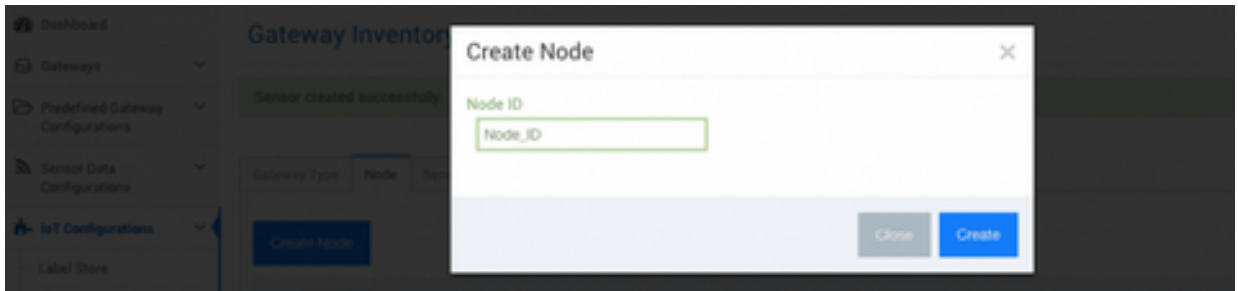 Dashboard
Gateways
Predefined Gateway
Configurations
Sensor Data
Configurations
IoT Configurations
Label Store
Gateway Inventory
Sensor created successfully.
Gateway Type Node Sen
Create Node
Create Node ×
Node ID
Node_ID
Close Create